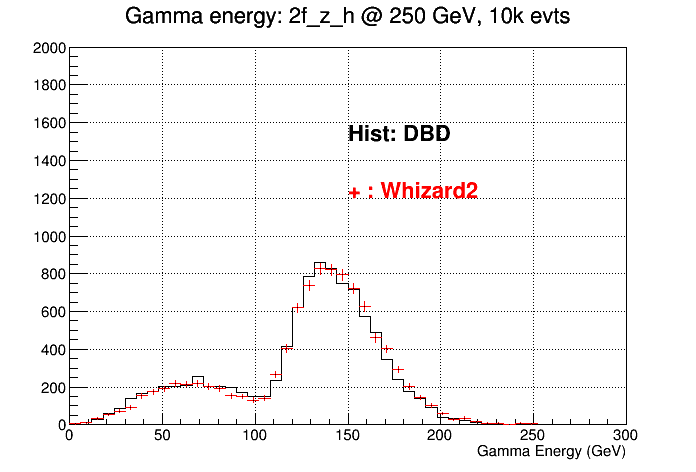 Gamma energy: 2f_z_h @ 250 GeV, 10k evts
2000
1800
1600
Hist: DBD
1400
1200
+ : Whizard2
1000
800
600
400
200
0
0 50 100 150 200 250 300
Gamma Energy (GeV)